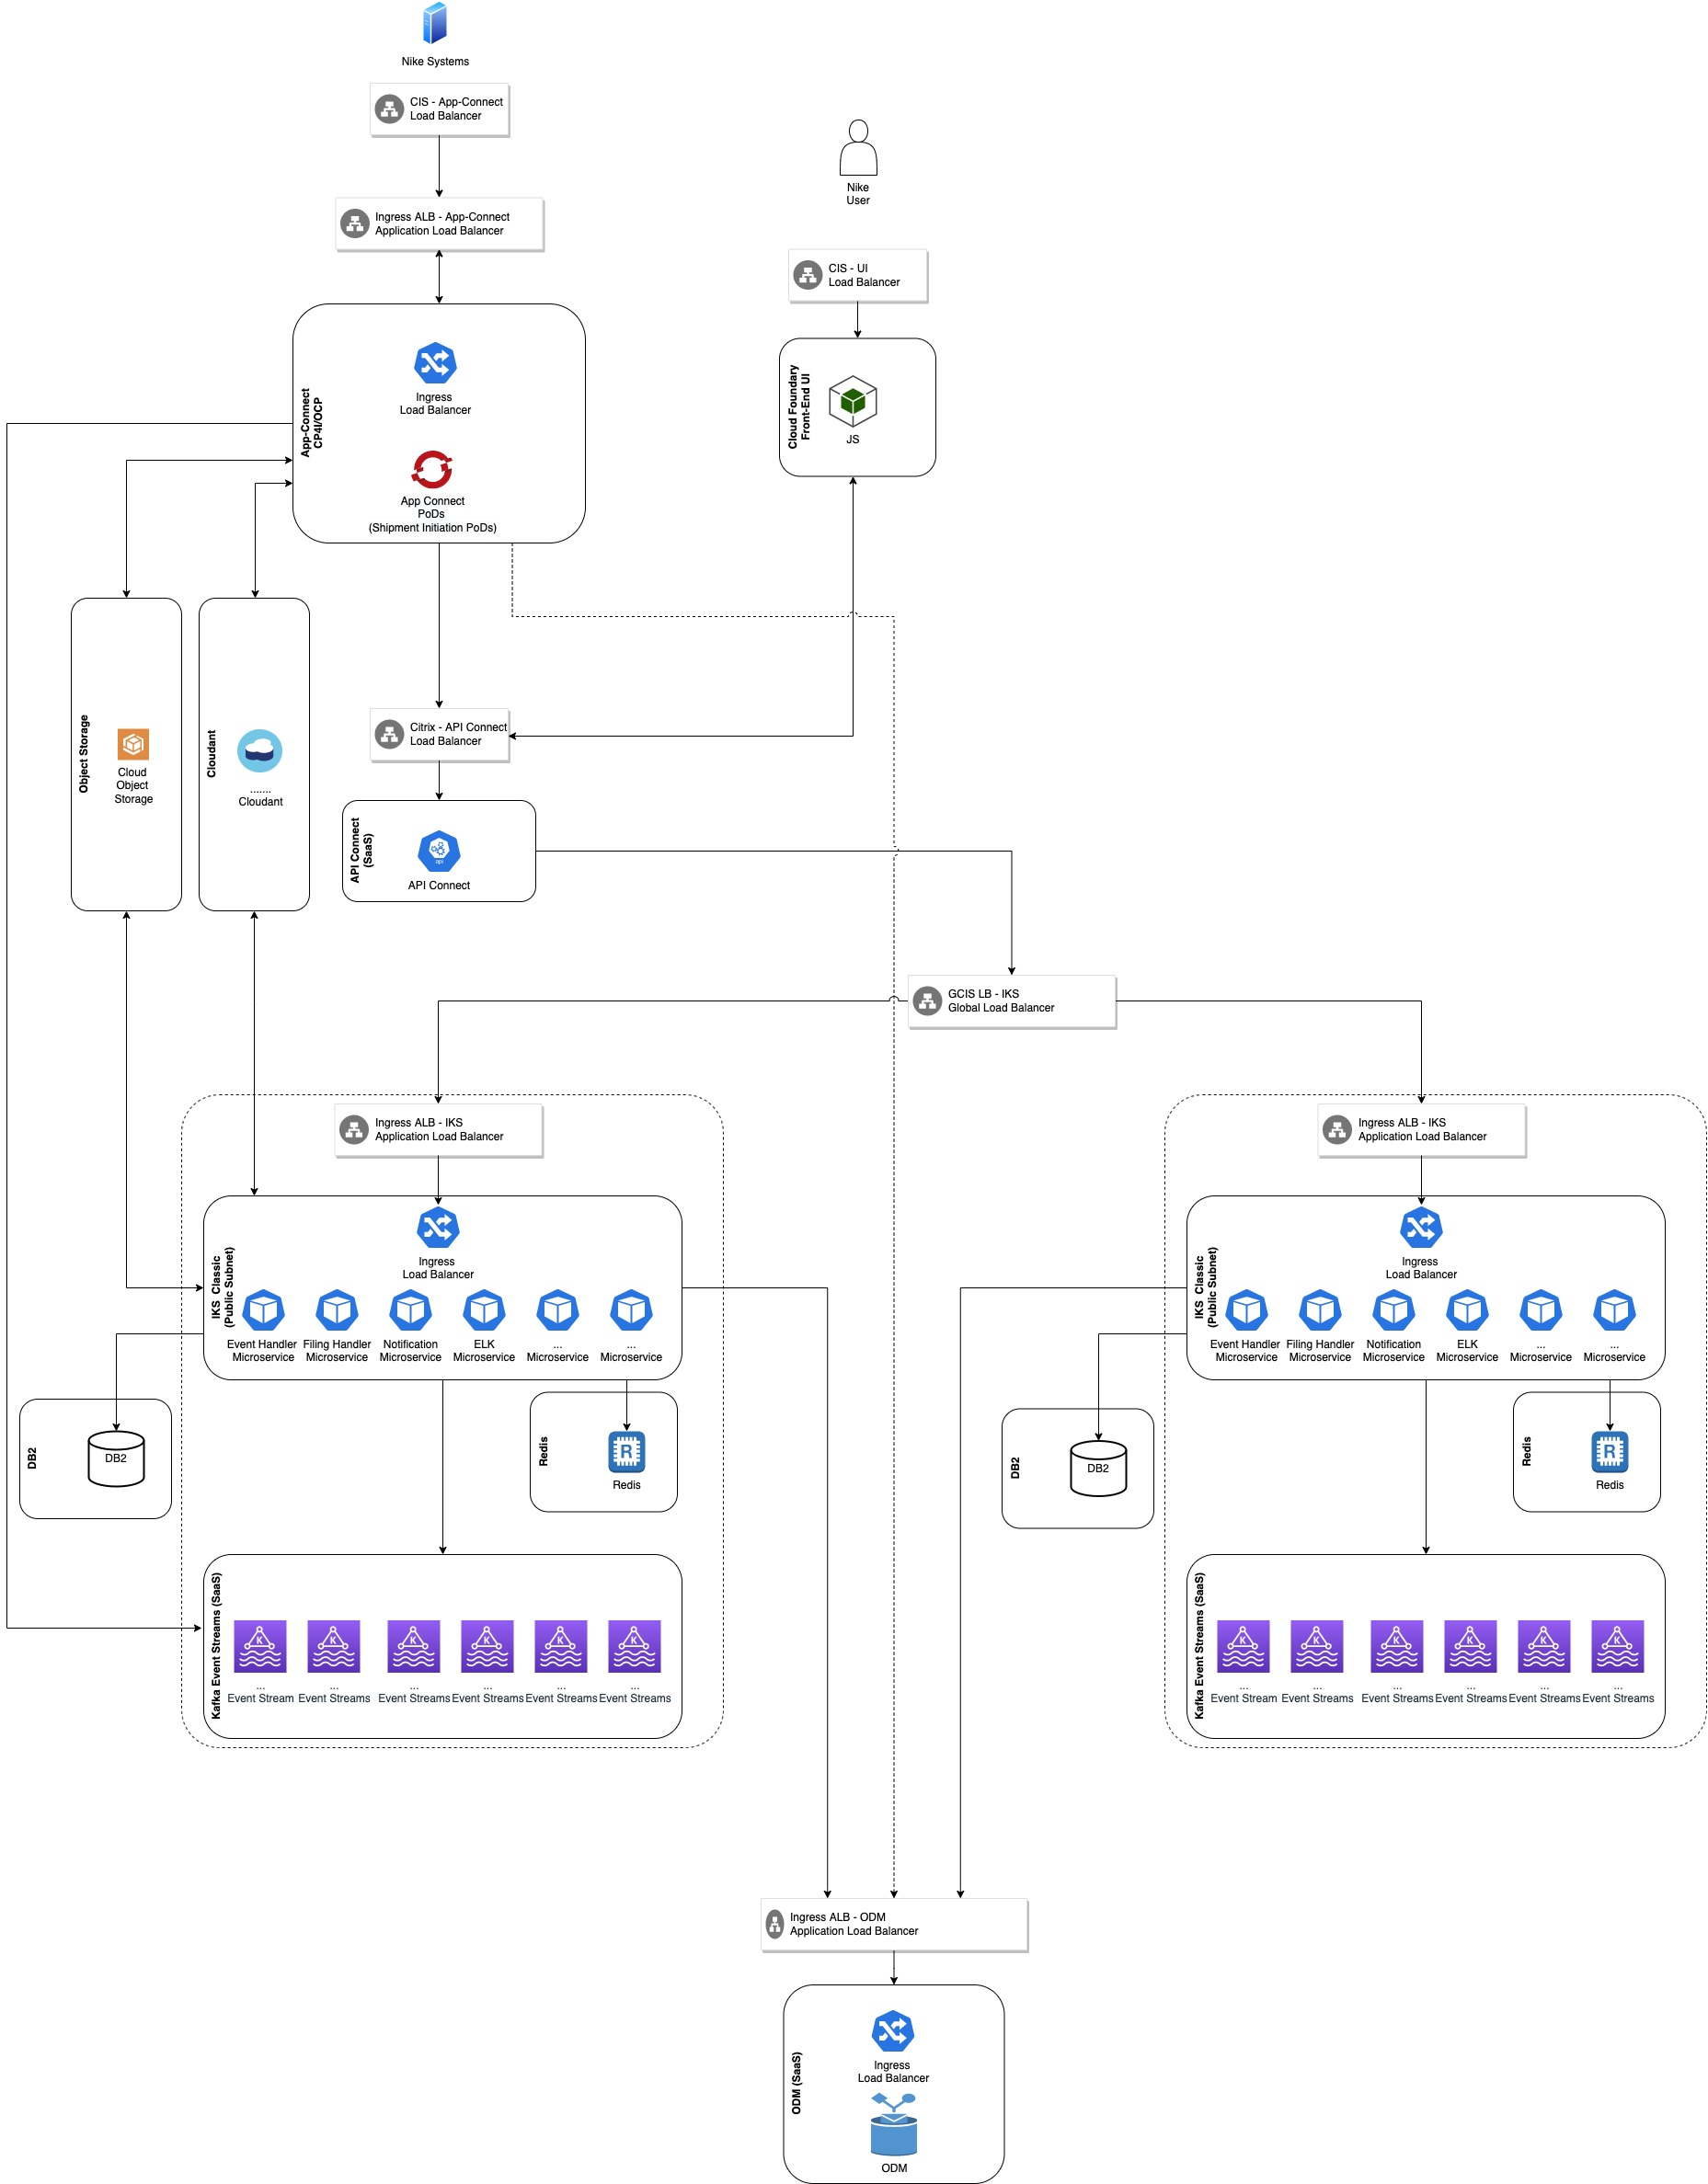 Nike Systems
CIS - App-Connect
Load Balancer
Nike
User
Ingress ALB - App-Connect
Application Load Balancer
CIS - UI
Load Balancer
App-Connect
CP4I/OCP
Ingress
Load Balancer
App Connect
PoDs
(Shipment Initiation PoDs)
Cloud Foundry
Front-End UI
JS
Object Storage
Cloud
Object
Storage
Cloudant
.......
Cloudant
Citrix - API Connect
Load Balancer
API Connect
(SaaS)
api
API Connect
GCIS LB - IKS
Global Load Balancer
Ingress ALB - IKS
Application Load Balancer
IKS Classic
(Public Subnet)
Ingress
Load Balancer
Event Handler
Microservice
Filing Handler
Microservice
Notification
Microservice
ELK
Microservice
...
Microservice
...
Microservice
DB2
DB2
Redis
R
Redis
Kafka Event Streams (SaaS)
K
K
K
K
K
K
...
Event Stream
...
Event Streams
...
Event Streams
...
Event Streams
...
Event Streams
...
Event Streams
Ingress ALB - IKS
Application Load Balancer
IKS Classic
(Public Subnet)
Ingress
Load Balancer
Event Handler
Microservice
Filing Handler
Microservice
Notification
Microservice
ELK
Microservice
...
Microservice
...
Microservice
DB2
DB2
Redis
R
Redis
Kafka Event Streams (SaaS)
K
K
K
K
K
K
...
Event Stream
...
Event Streams
...
Event Streams
...
Event Streams
...
Event Streams
...
Event Streams
Ingress ALB - ODM
Application Load Balancer
ODM (SaaS)
Ingress
Load Balancer
ODM